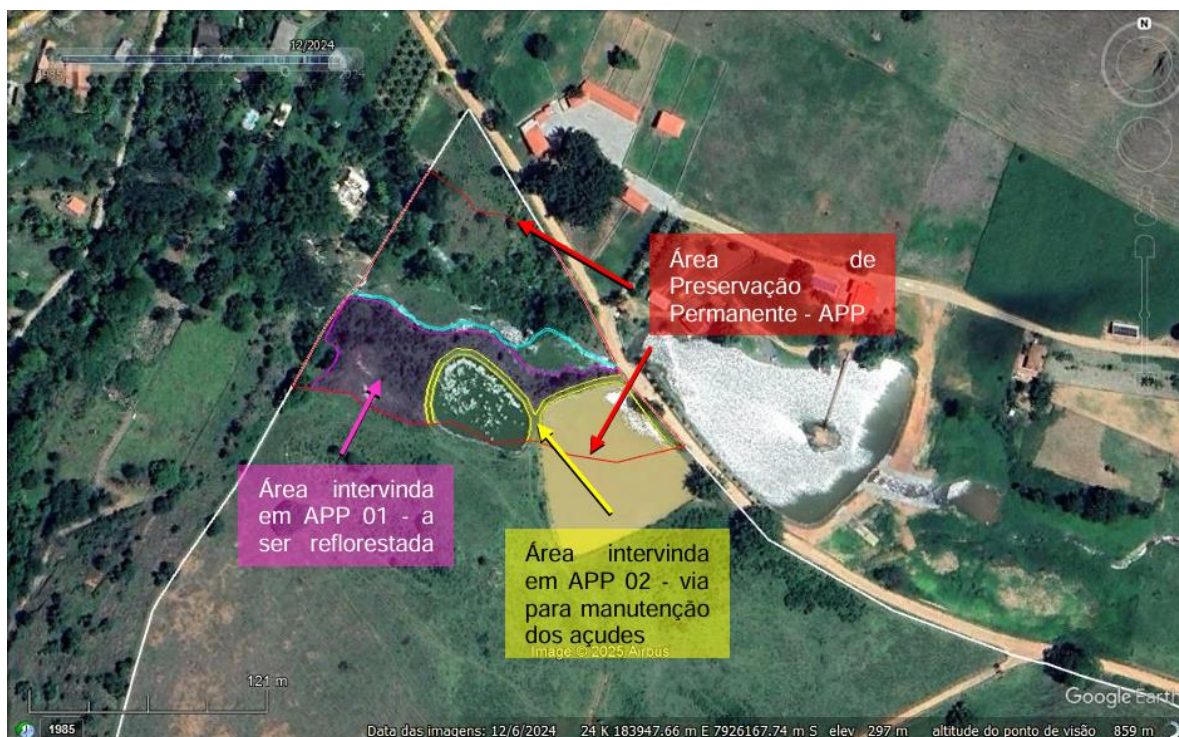 N
12/2024
1985
2024
Área de
Preservação
Permanente - APP
Área intervinda
em APP 01 - a
ser reflorestada
Área intervinda
em APP 02 - via
para manutenção
dos açudes
Image © 2025 Airbus
121 m
Google Earth
1985
Data das imagens: 12/6/2024 24 K 183947.66 m E 7926167.74 m S elev 297 m altitude do ponto de visão 859 m